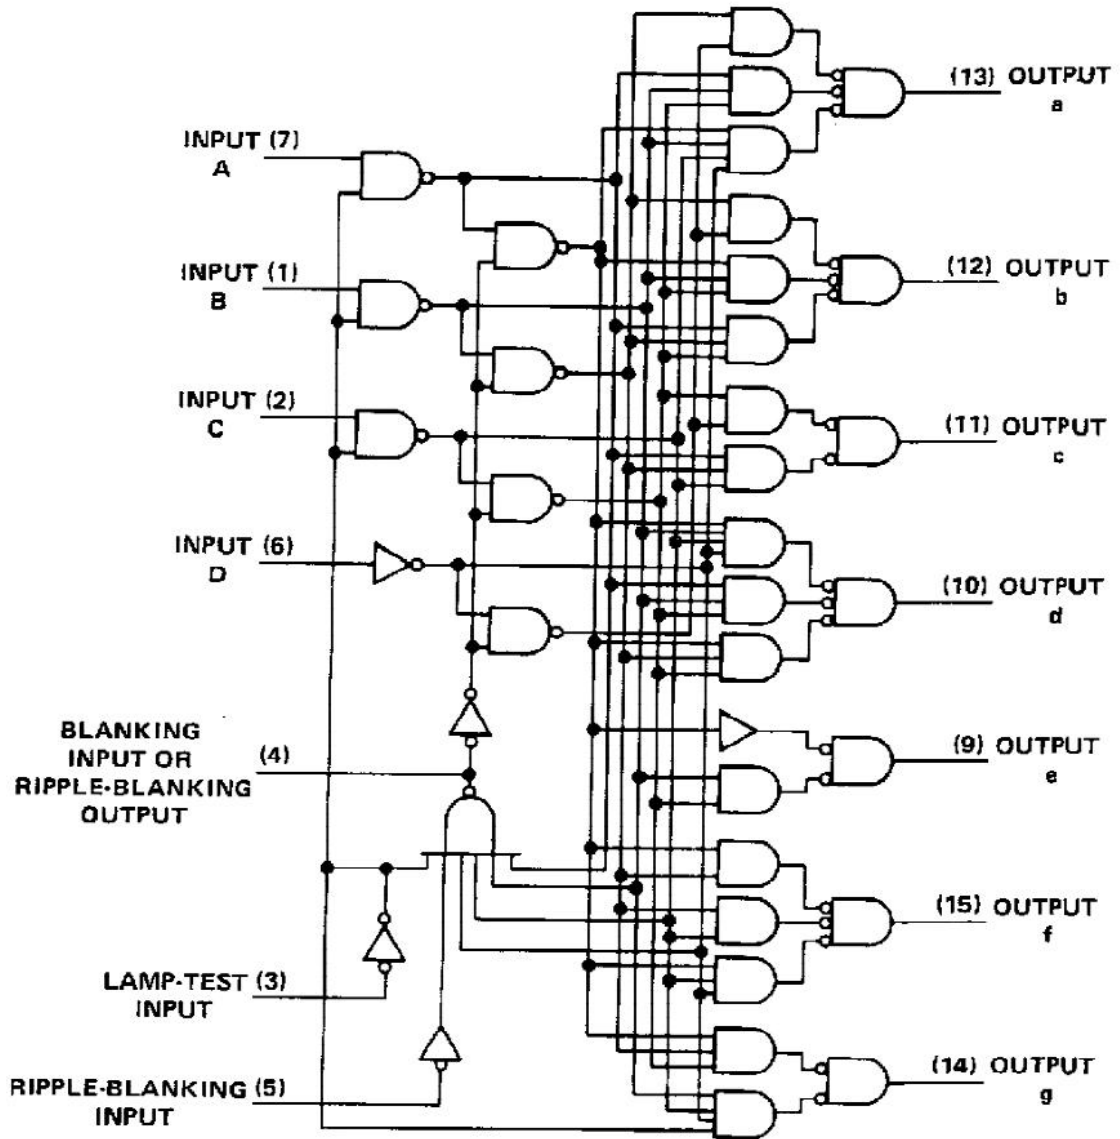 (13) OUTPUT
a
INPUT (7)
A
INPUT (1)
B
(12) OUTPUT
b
INPUT (2)
C
(11) OUTPUT
c
INPUT (6)
D
(10) OUTPUT
d
BLANKING
INPUT OR (4)
RIPPLE-BLANKING
OUTPUT
(9) OUTPUT
e
(15) OUTPUT
f
LAMP-TEST (3)
INPUT
RIPPLE-BLANKING (5)
INPUT
(14) OUTPUT
g